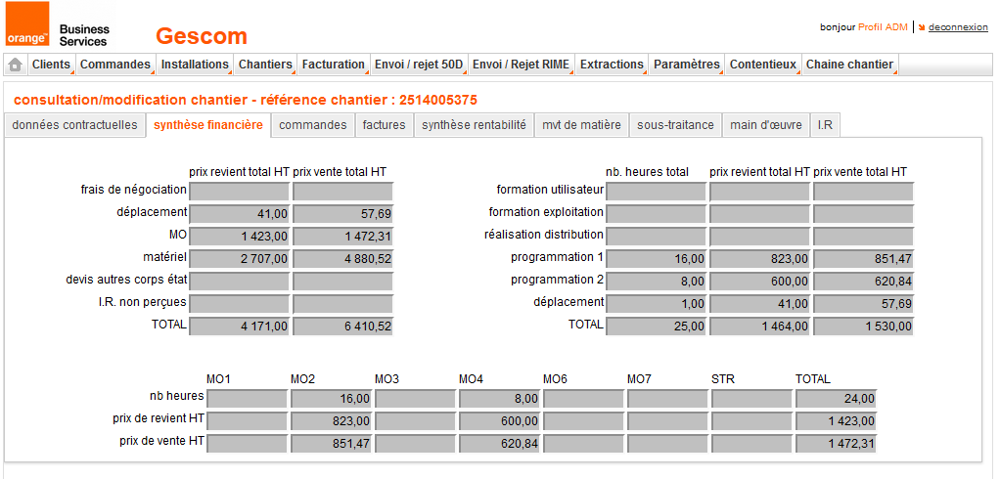 orange™ Business Services
Gescom
bonjour Profil ADM | deconnexion
Clients Commandes Installations Chantiers Facturation Envoi / rejet 50D Envoi / Rejet RIME Extractions Paramètres Contentieux Chaine chantier
consultation/modification chantier - référence chantier : 2514005375
données contractuelles synthèse financière commandes factures synthèse rentabilité mvt de matière sous-traitance main d'œuvre I.R
prix revient total HT prix vente total HT
frais de négociation
déplacement 41,00 57,69
MO 1 423,00 1 472,31
matériel 2 707,00 4 880,52
devis autres corps état
I.R. non perçues
TOTAL 4 171,00 6 410,52
nb. heures total prix revient total HT prix vente total HT
formation utilisateur
formation exploitation
réalisation distribution
programmation 1 16,00 823,00 851,47
programmation 2 8,00 600,00 620,84
déplacement 1,00 41,00 57,69
TOTAL 25,00 1 464,00 1 530,00
MO1 MO2 MO3 MO4 MO6 MO7 STR TOTAL
nb heures 16,00 8,00 24,00
prix de revient HT 823,00 600,00 1 423,00
prix de vente HT 851,47 620,84 1 472,31